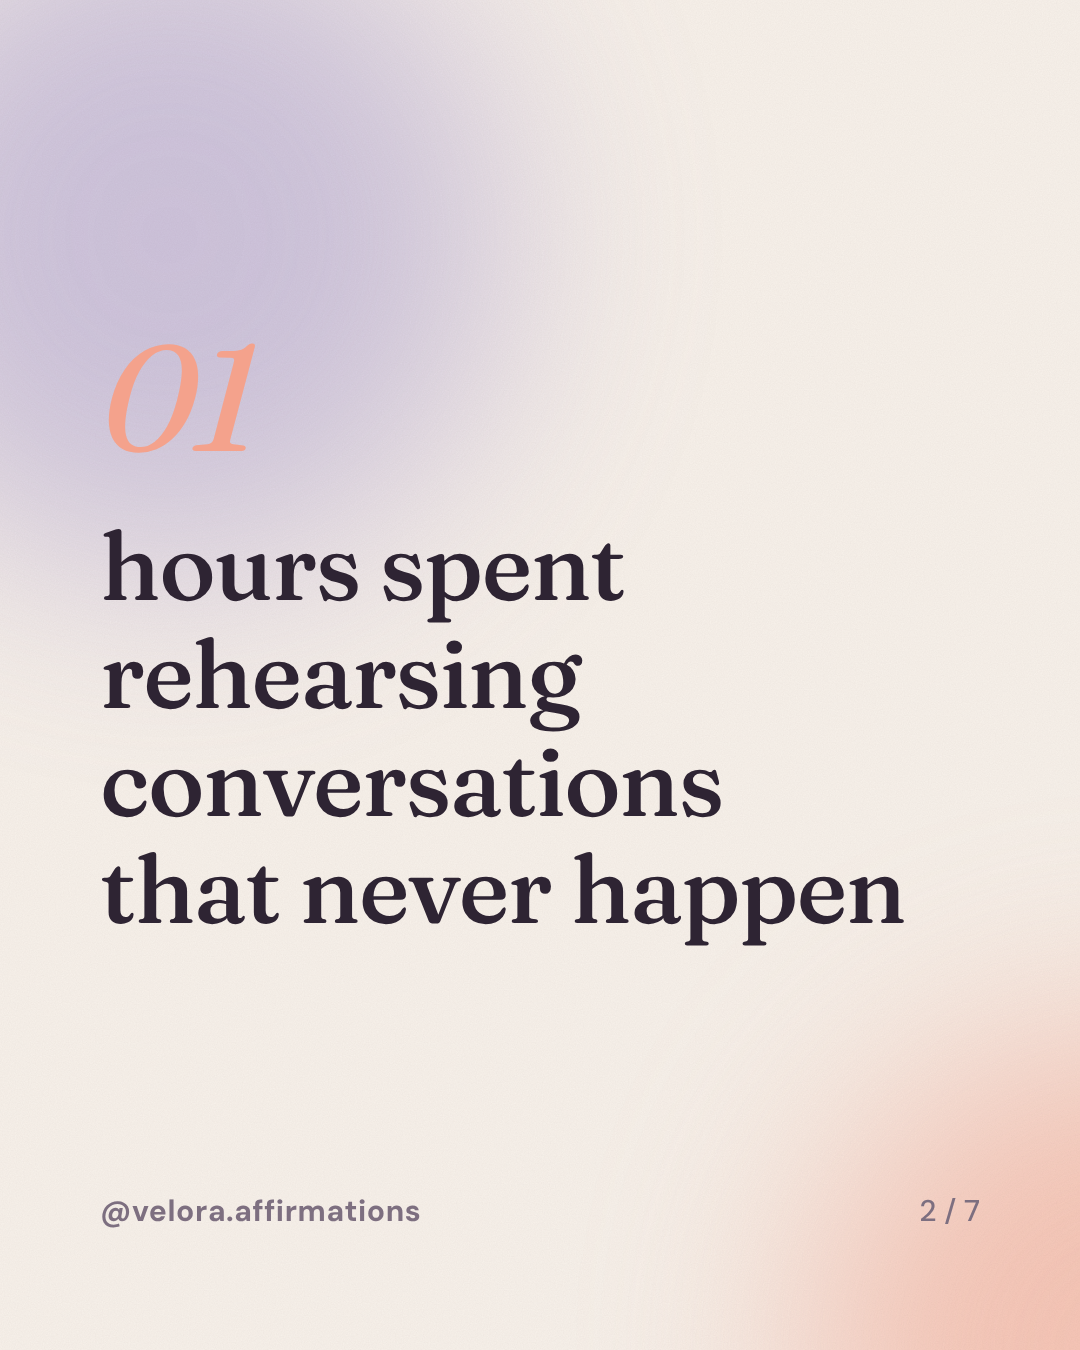 01
hours spent
rehearsing
conversations
that never happen
@velora.affirmations
2 / 7